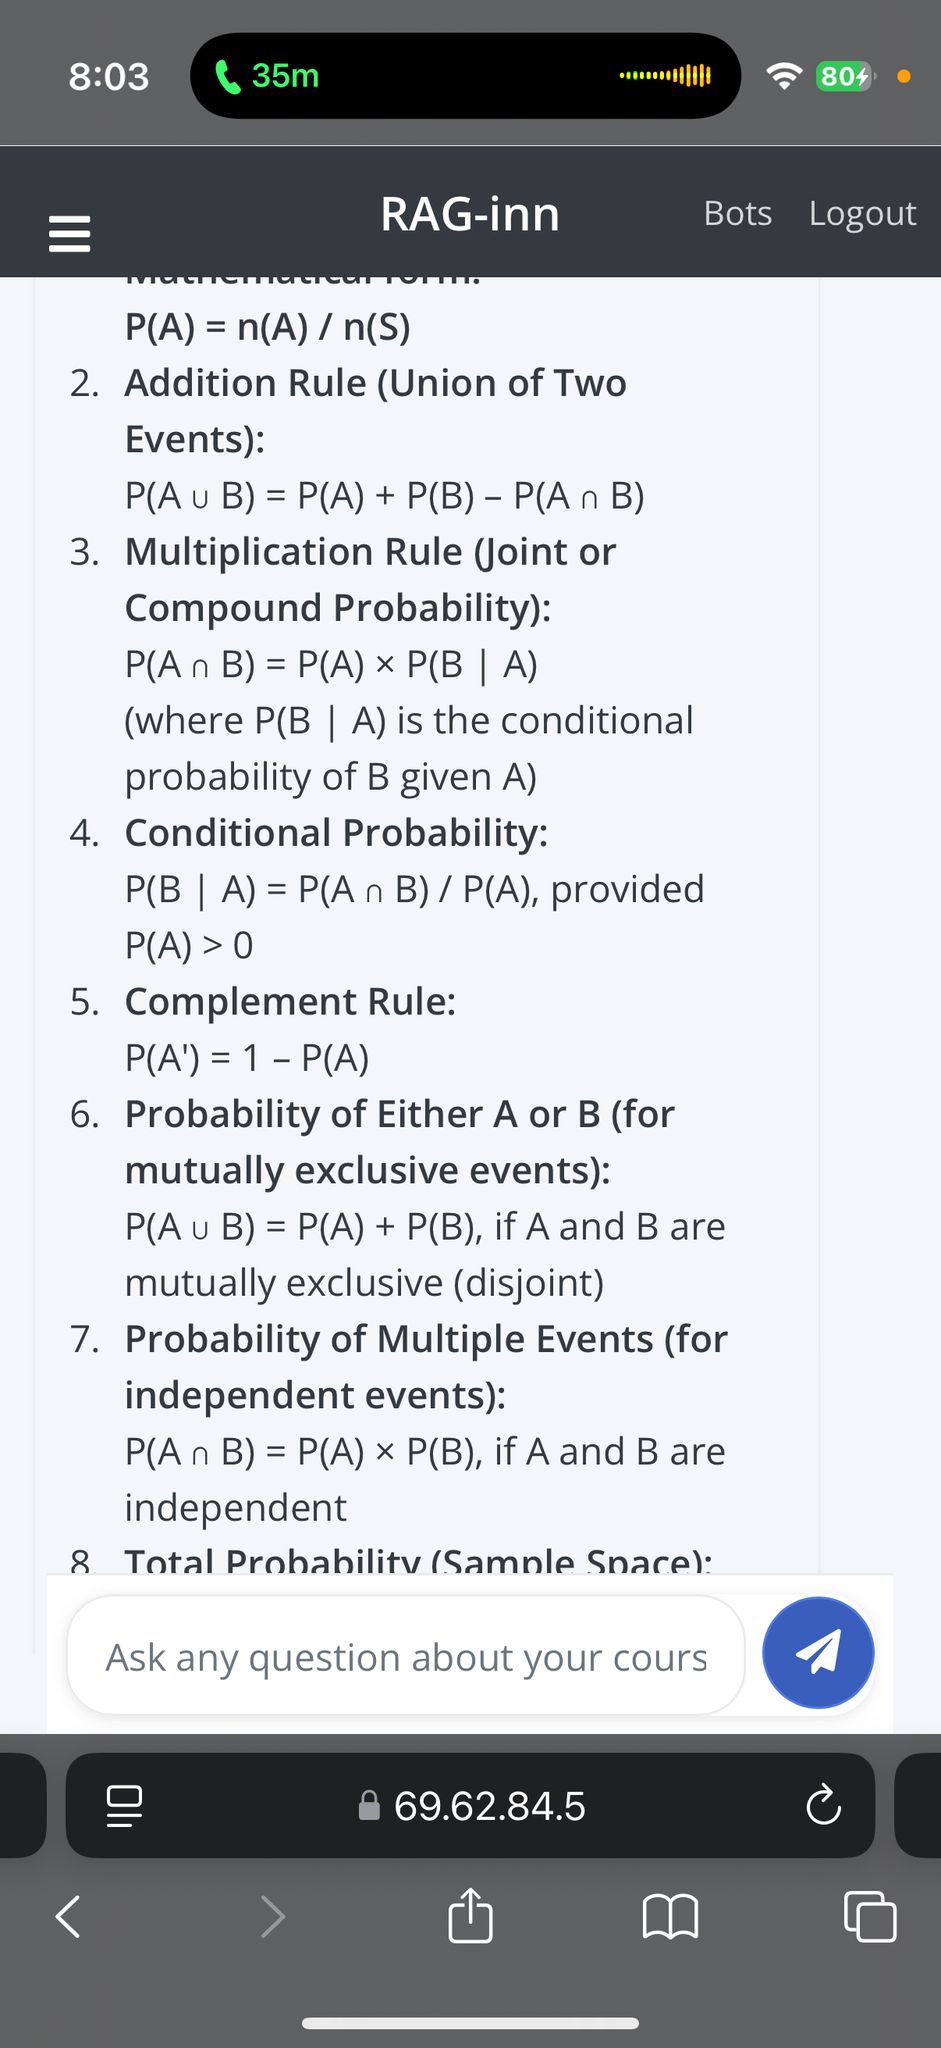 8:03
35m
80
RAG-inn
Bots
Logout
Mathematical form:
P(A) = n(A) / n(S)
2. Addition Rule (Union of Two
Events):
P(A ∪ B) = P(A) + P(B) – P(A ∩ B)
3. Multiplication Rule (Joint or
Compound Probability):
P(A ∩ B) = P(A) × P(B | A)
(where P(B | A) is the conditional
probability of B given A)
4. Conditional Probability:
P(B | A) = P(A ∩ B) / P(A), provided
P(A) > 0
5. Complement Rule:
P(A') = 1 – P(A)
6. Probability of Either A or B (for
mutually exclusive events):
P(A ∪ B) = P(A) + P(B), if A and B are
mutually exclusive (disjoint)
7. Probability of Multiple Events (for
independent events):
P(A ∩ B) = P(A) × P(B), if A and B are
independent
8. Total Probability (Sample Space):
Ask any question about your cours
69.62.84.5